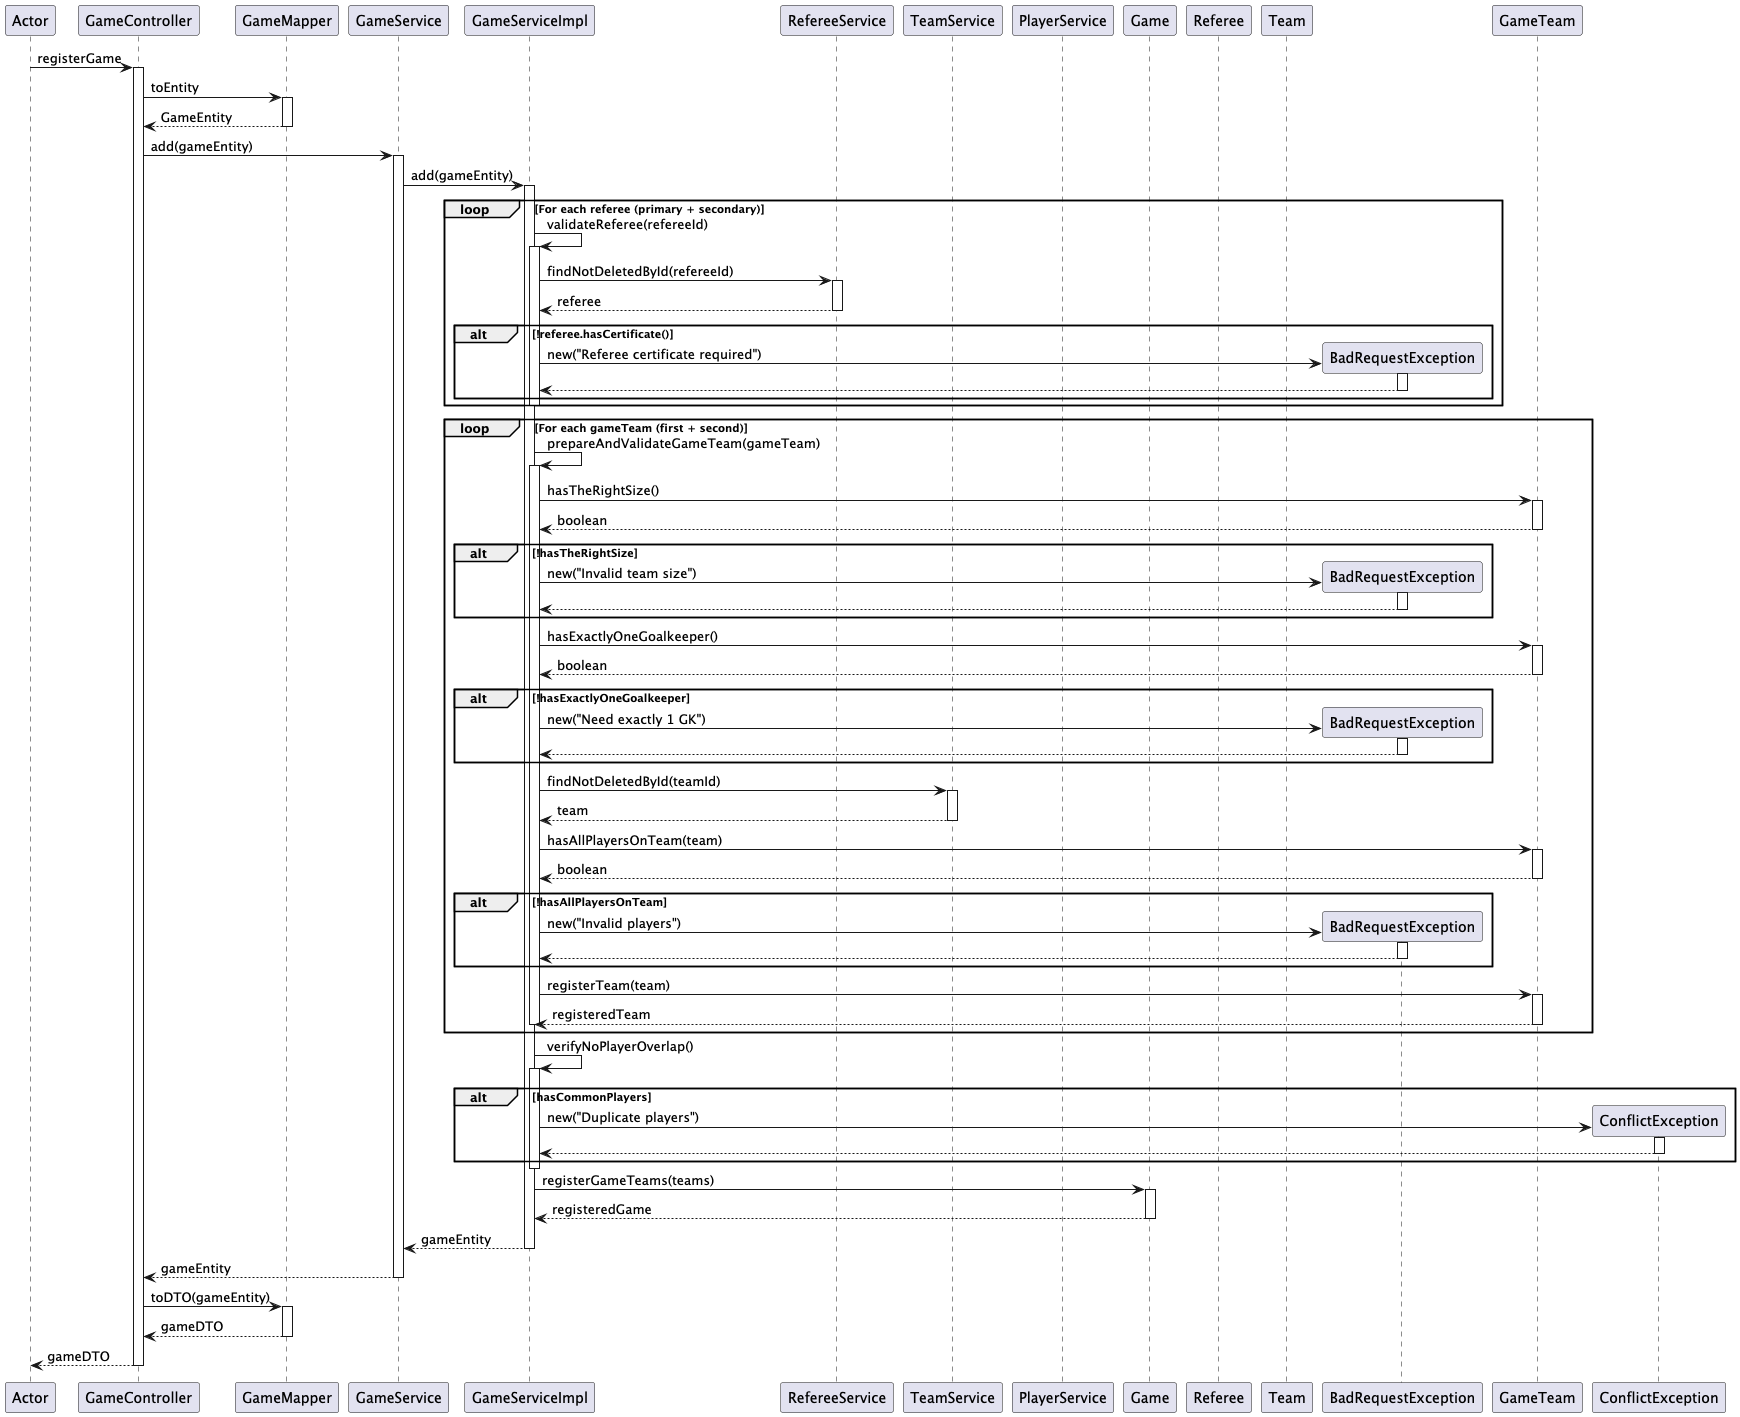 Actor GameController GameMapper GameService GameServiceImpl RefereeService TeamService PlayerService Game Referee Team GameTeam
registerGame
toEntity
GameEntity
add(gameEntity)
add(gameEntity)
loop [For each referee (primary + secondary)]
validateReferee(refereeId)
findNotDeletedById(refereeId)
referee
alt [!referee.hasCertificate()]
new("Referee certificate required") BadRequestException
loop [For each gameTeam (first + second)]
prepareAndValidateGameTeam(gameTeam)
hasTheRightSize()
boolean
alt [!hasTheRightSize]
new("Invalid team size") BadRequestException
hasExactlyOneGoalkeeper()
boolean
alt [!hasExactlyOneGoalkeeper]
new("Need exactly 1 GK") BadRequestException
findNotDeletedById(teamId)
team
hasAllPlayersOnTeam(team)
boolean
alt [!hasAllPlayersOnTeam]
new("Invalid players") BadRequestException
registerTeam(team)
registeredTeam
verifyNoPlayerOverlap()
alt [hasCommonPlayers]
new("Duplicate players") ConflictException
registerGameTeams(teams)
registeredGame
gameEntity
gameEntity
toDTO(gameEntity)
gameDTO
gameDTO
Actor GameController GameMapper GameService GameServiceImpl RefereeService TeamService PlayerService Game Referee Team BadRequestException GameTeam ConflictException